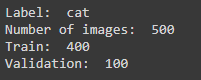 Label:  cat
Number of images:  500
Train:  400
Validation:  100